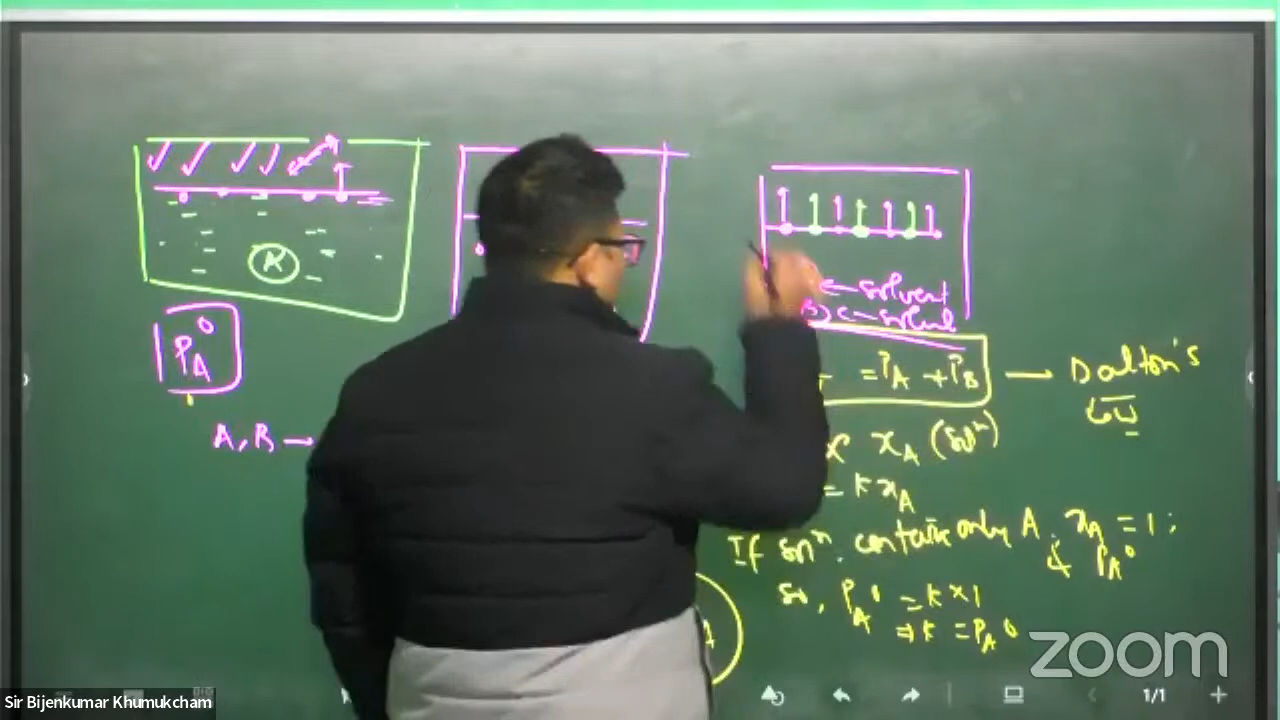 A
P_A^0
A, B →
← solvent
B) ← solute
= P_A + P_B → Dalton's
Law
∝ x_A (solⁿ)
= K x_A
If solⁿ. contain only A, x_A = 1;
& P_A^0
so, P_A^0 = K × 1
⇒ K = P_A^0
zoom
Sir Bijenkumar Khumukcham
1/1